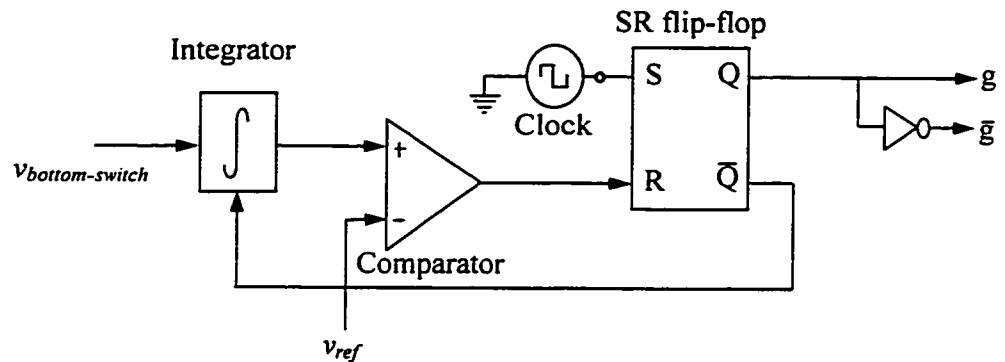 SR flip-flop
Integrator
S
Q
g
Clock
ḡ
v_bottom-switch
+
R
Q̅
-
Comparator
v_ref